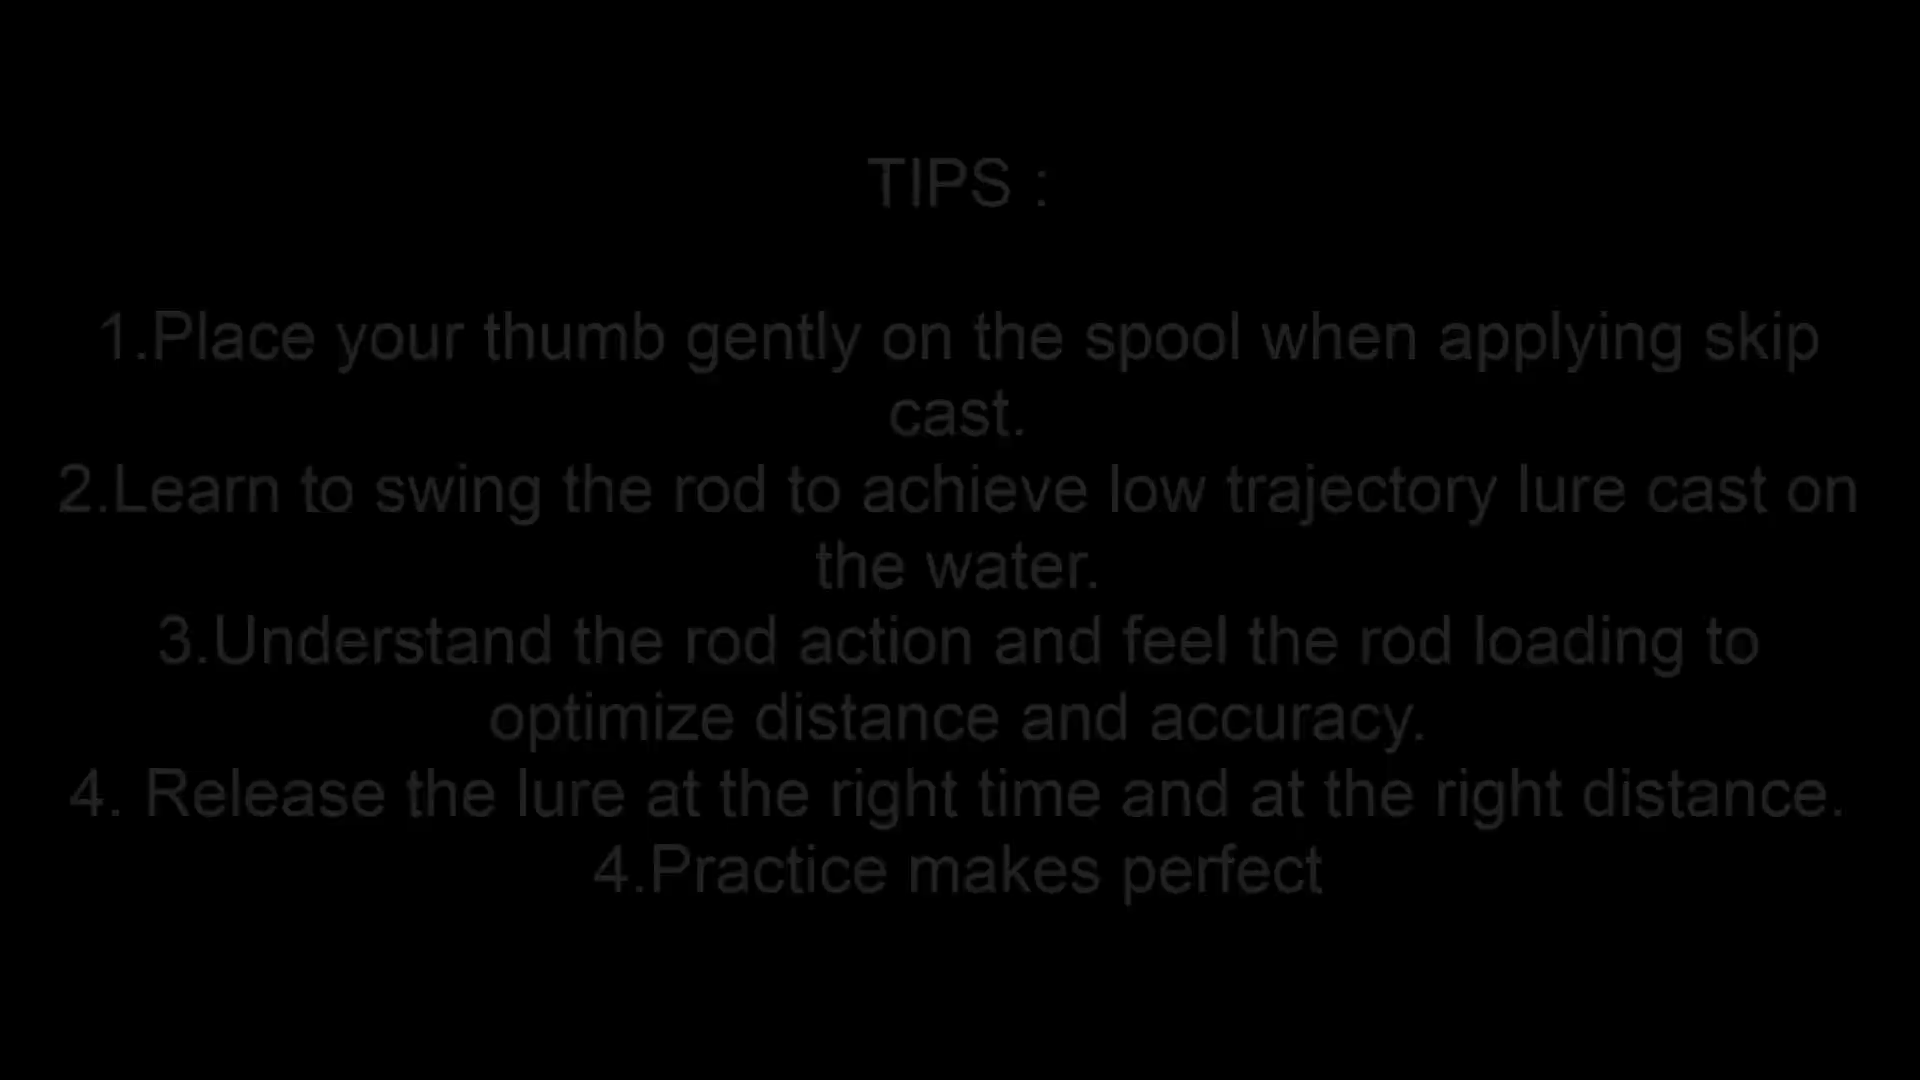 TIPS :
1.Place your thumb gently on the spool when applying skip
cast.
2.Learn to swing the rod to achieve low trajectory lure cast on
the water.
3.Understand the rod action and feel the rod loading to
optimize distance and accuracy.
4. Release the lure at the right time and at the right distance.
4.Practice makes perfect